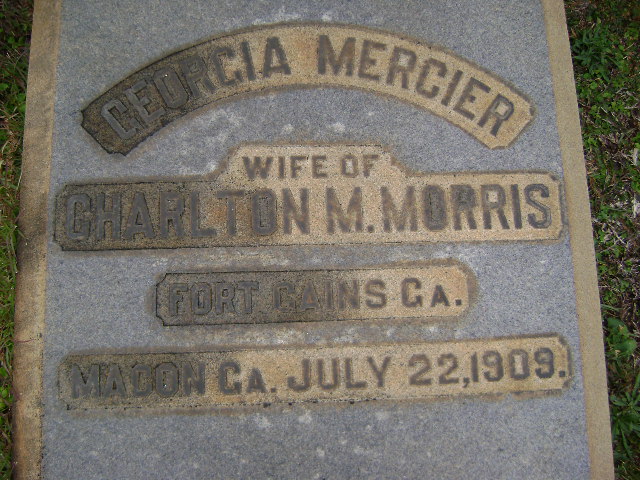 GEORGIA MERCIER
WIFE OF
CHARLTON M. MORRIS
FORT GAINS GA.
MACON GA. JULY 22, 1909.